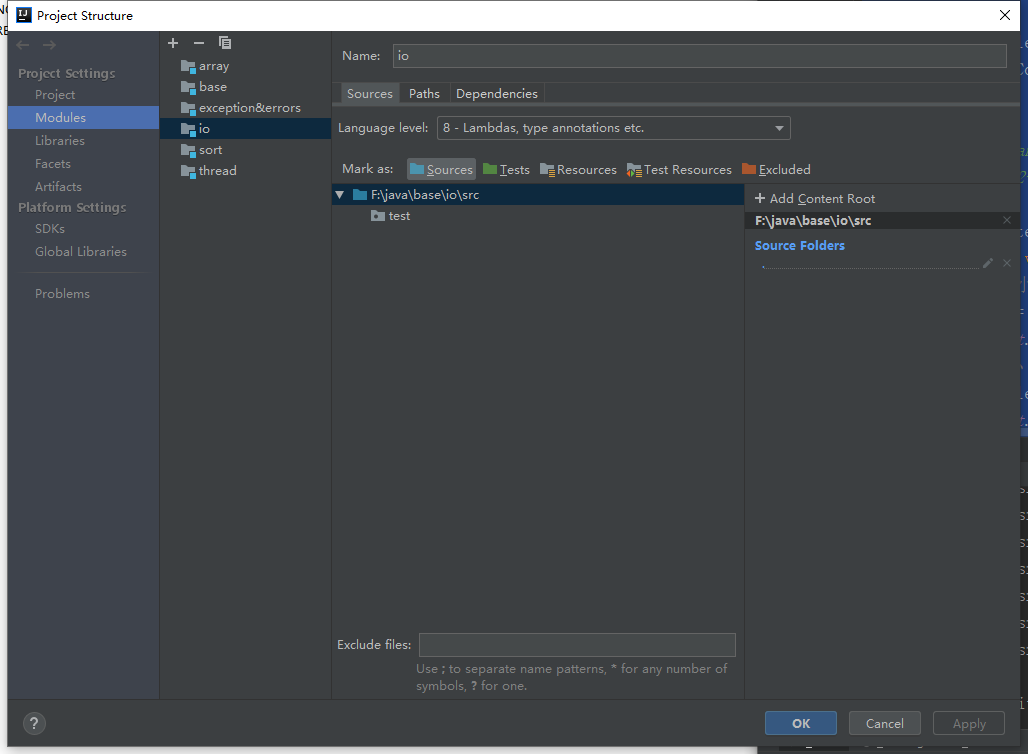 Project Structure
Project Settings
Project
Modules
Libraries
Facets
Artifacts
Platform Settings
SDKs
Global Libraries
Problems
array
base
exception&errors
io
sort
thread
Name: io
Sources Paths Dependencies
Language level: 8 - Lambdas, type annotations etc.
Mark as: Sources Tests Resources Test Resources Excluded
F:\java\base\io\src
test
+ Add Content Root
F:\java\base\io\src
Source Folders
.
Exclude files:
Use ; to separate name patterns, * for any number of
symbols, ? for one.
? OK Cancel Apply